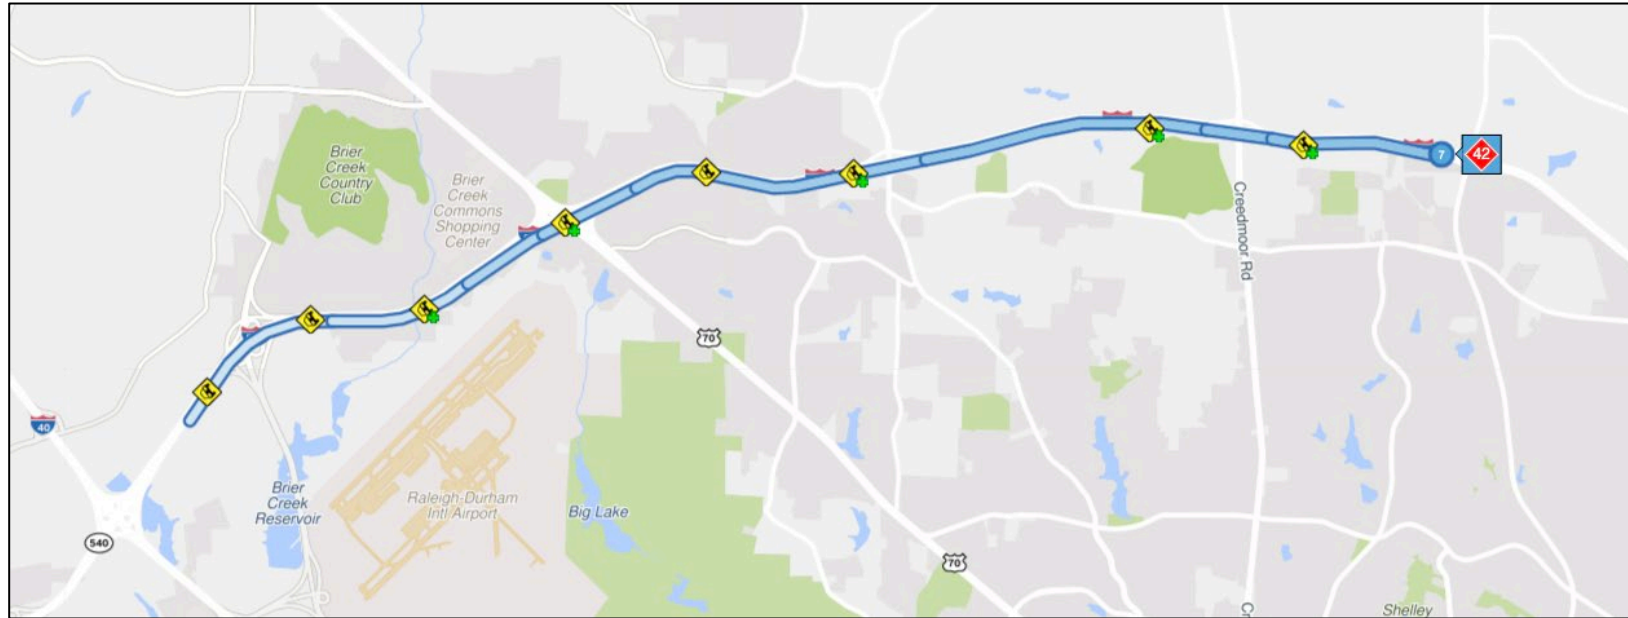 Brier
Creek
Country
Club
Brier
Creek
Commons
Shopping
Center
7
42
Creedmoor Rd
70
40
Brier
Creek
Reservoir
Raleigh-Durham
Intl Airport
Big Lake
540
70
Cr
Shelley